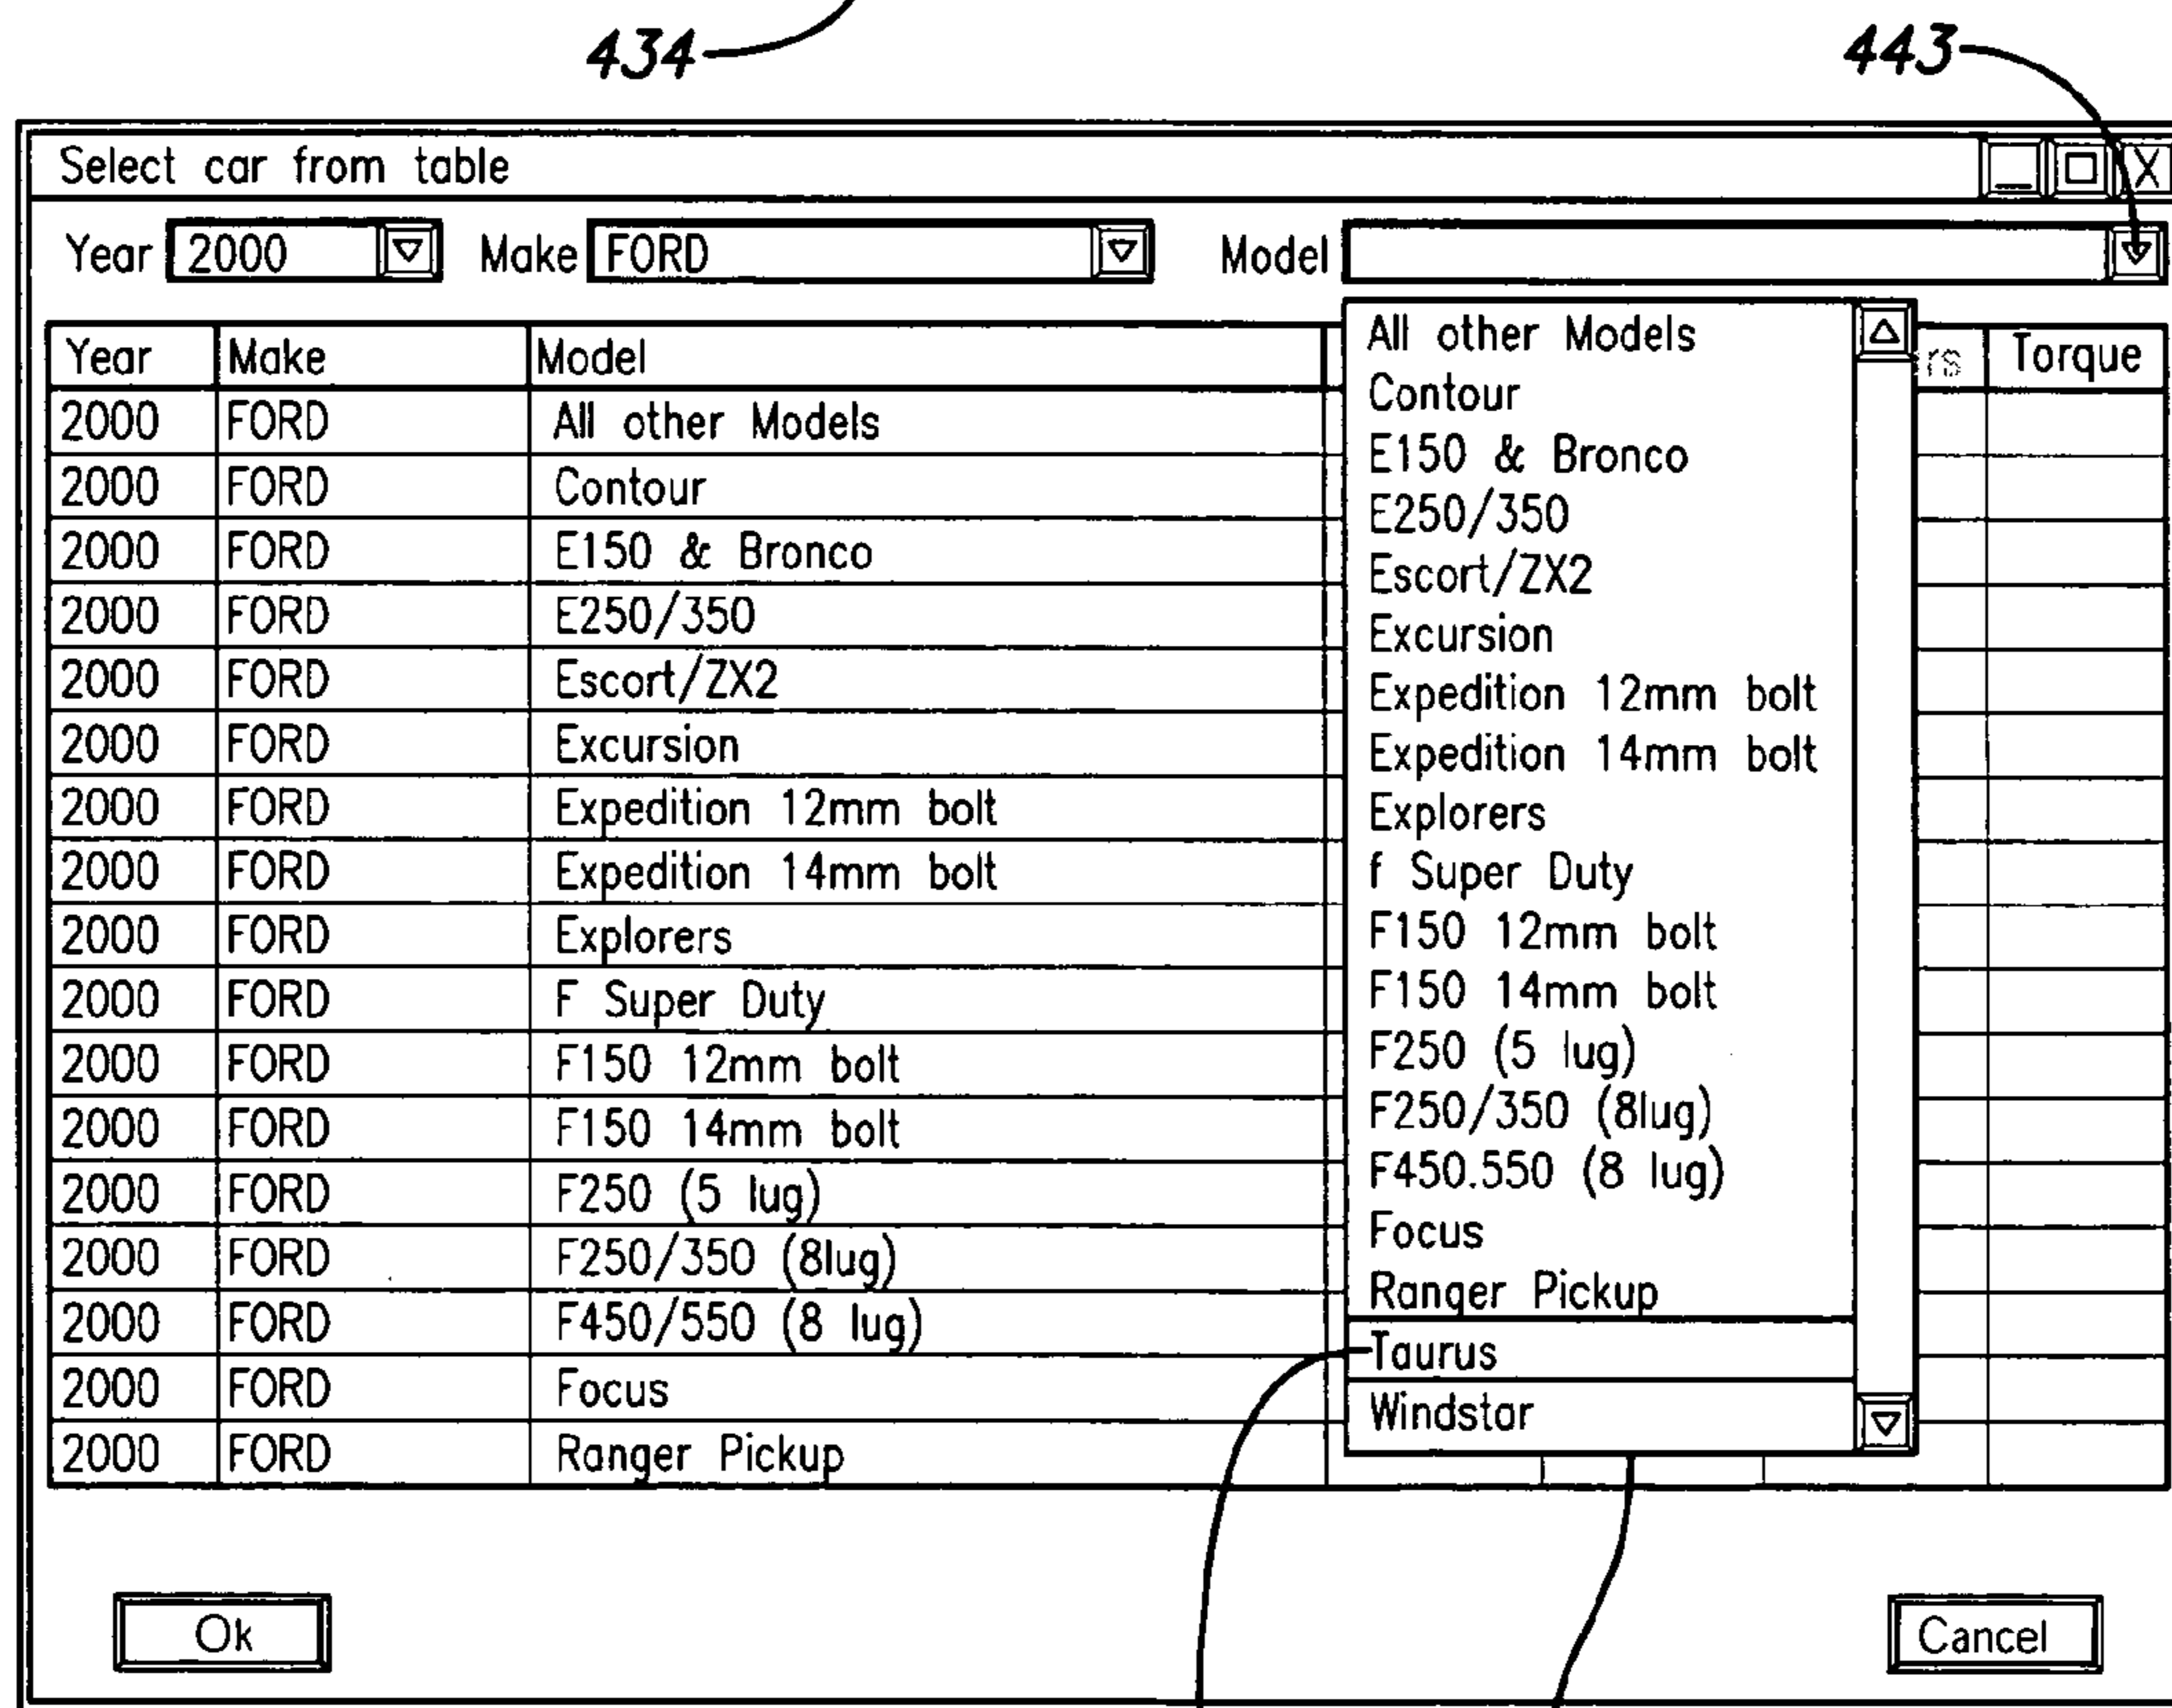 434 443
Select car from table X
Year 2000 Make FORD Model
Year Make Model rs Torque
2000 FORD All other Models
2000 FORD Contour
2000 FORD E150 & Bronco
2000 FORD E250/350
2000 FORD Escort/ZX2
2000 FORD Excursion
2000 FORD Expedition 12mm bolt
2000 FORD Expedition 14mm bolt
2000 FORD Explorers
2000 FORD F Super Duty
2000 FORD F150 12mm bolt
2000 FORD F150 14mm bolt
2000 FORD F250 (5 lug)
2000 FORD F250/350 (8lug)
2000 FORD F450/550 (8 lug)
2000 FORD Focus
2000 FORD Ranger Pickup
All other Models
Contour
E150 & Bronco
E250/350
Escort/ZX2
Excursion
Expedition 12mm bolt
Expedition 14mm bolt
Explorers
f Super Duty
F150 12mm bolt
F150 14mm bolt
F250 (5 lug)
F250/350 (8lug)
F450.550 (8 lug)
Focus
Ranger Pickup
Taurus
Windstar
Ok Cancel